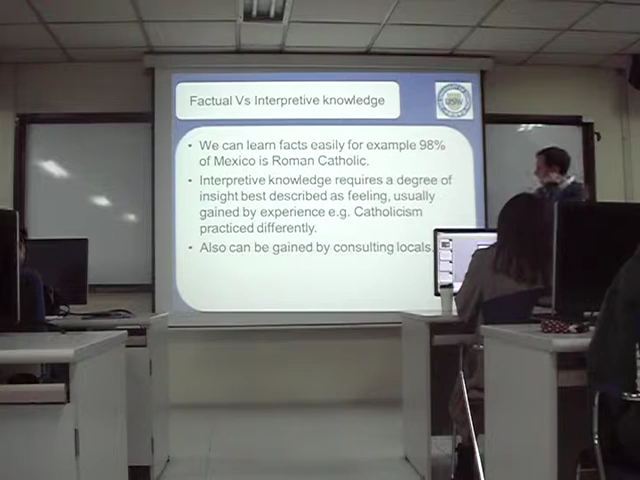 Factual Vs Interpretive knowledge
• We can learn facts easily for example 98%
of Mexico is Roman Catholic.
• Interpretive knowledge requires a degree of
insight best described as feeling, usually
gained by experience e.g. Catholicism
practiced differently.
• Also can be gained by consulting locals.